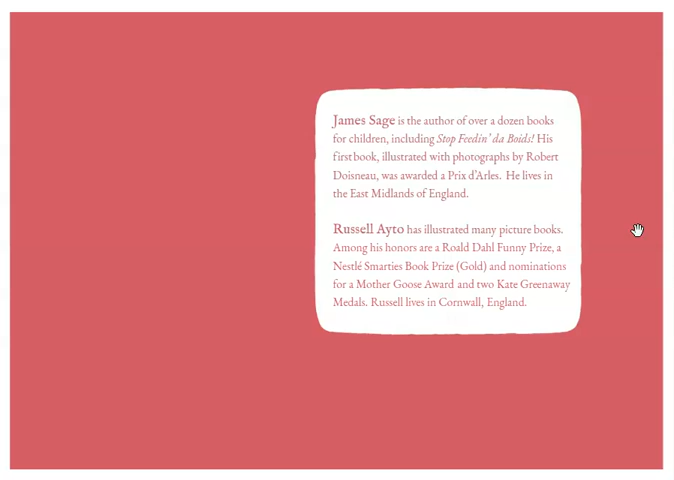 James Sage is the author of over a dozen books
for children, including Stop Feedin' da Boids! His
first book, illustrated with photographs by Robert
Doisneau, was awarded a Prix d'Arles. He lives in
the East Midlands of England.
Russell Ayto has illustrated many picture books.
Among his honors are a Roald Dahl Funny Prize, a
Nestlé Smarties Book Prize (Gold) and nominations
for a Mother Goose Award and two Kate Greenaway
Medals. Russell lives in Cornwall, England.